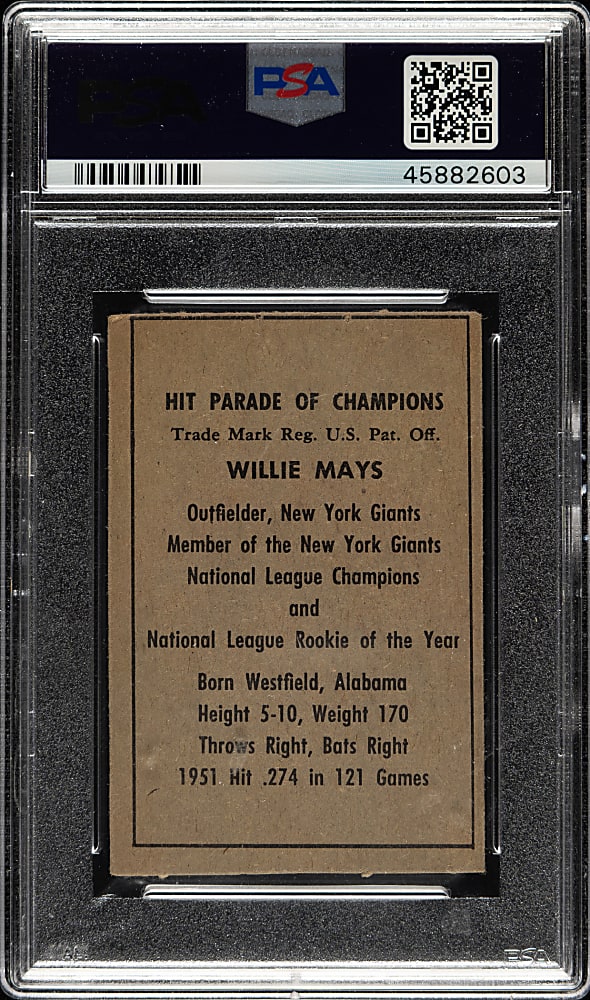 PSA
PSA
45882603
HIT PARADE OF CHAMPIONS
Trade Mark Reg. U.S. Pat. Off.
WILLIE MAYS
Outfielder, New York Giants
Member of the New York Giants
National League Champions
and
National League Rookie of the Year
Born Westfield, Alabama
Height 5-10, Weight 170
Throws Right, Bats Right
1951 Hit .274 in 121 Games
PSA